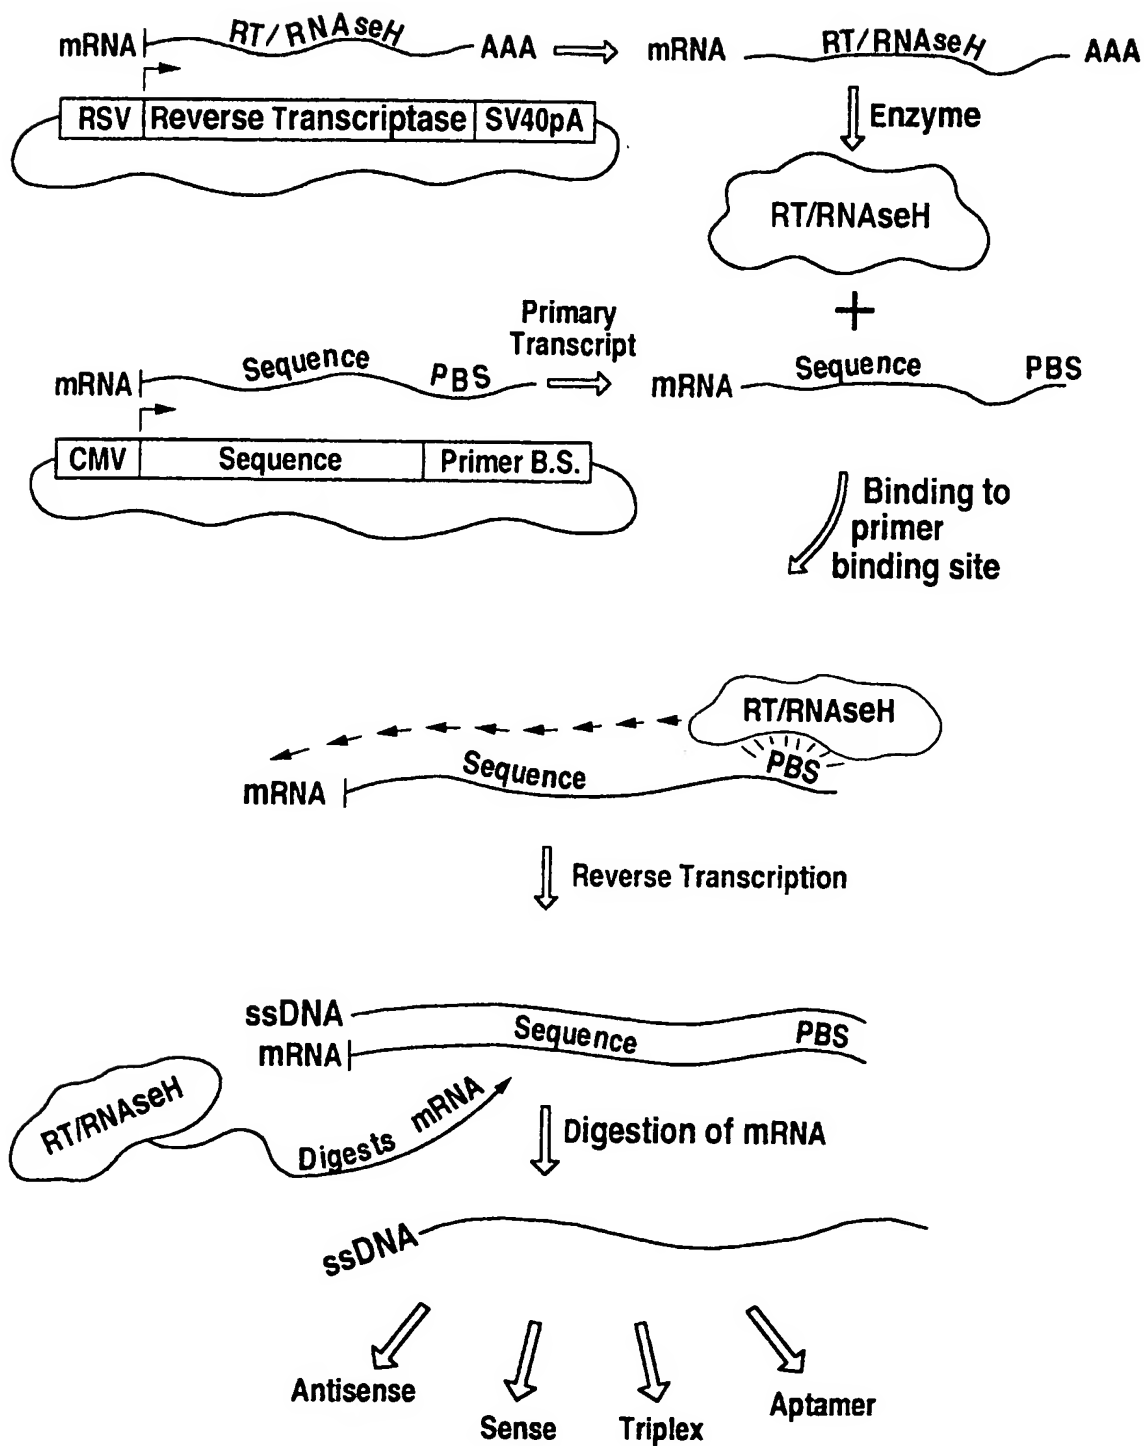 mRNA RT/RNAseH AAA mRNA RT/RNAseH AAA
RSV Reverse Transcriptase SV40pA
Enzyme
RT/RNAseH
+
Primary
Transcript
mRNA Sequence PBS mRNA Sequence PBS
CMV Sequence Primer B.S.
Binding to
primer
binding site
RT/RNAseH
PBS
mRNA Sequence
Reverse Transcription
ssDNA
mRNA Sequence PBS
RT/RNAseH
Digests mRNA
Digestion of mRNA
ssDNA
Antisense
Sense
Triplex
Aptamer